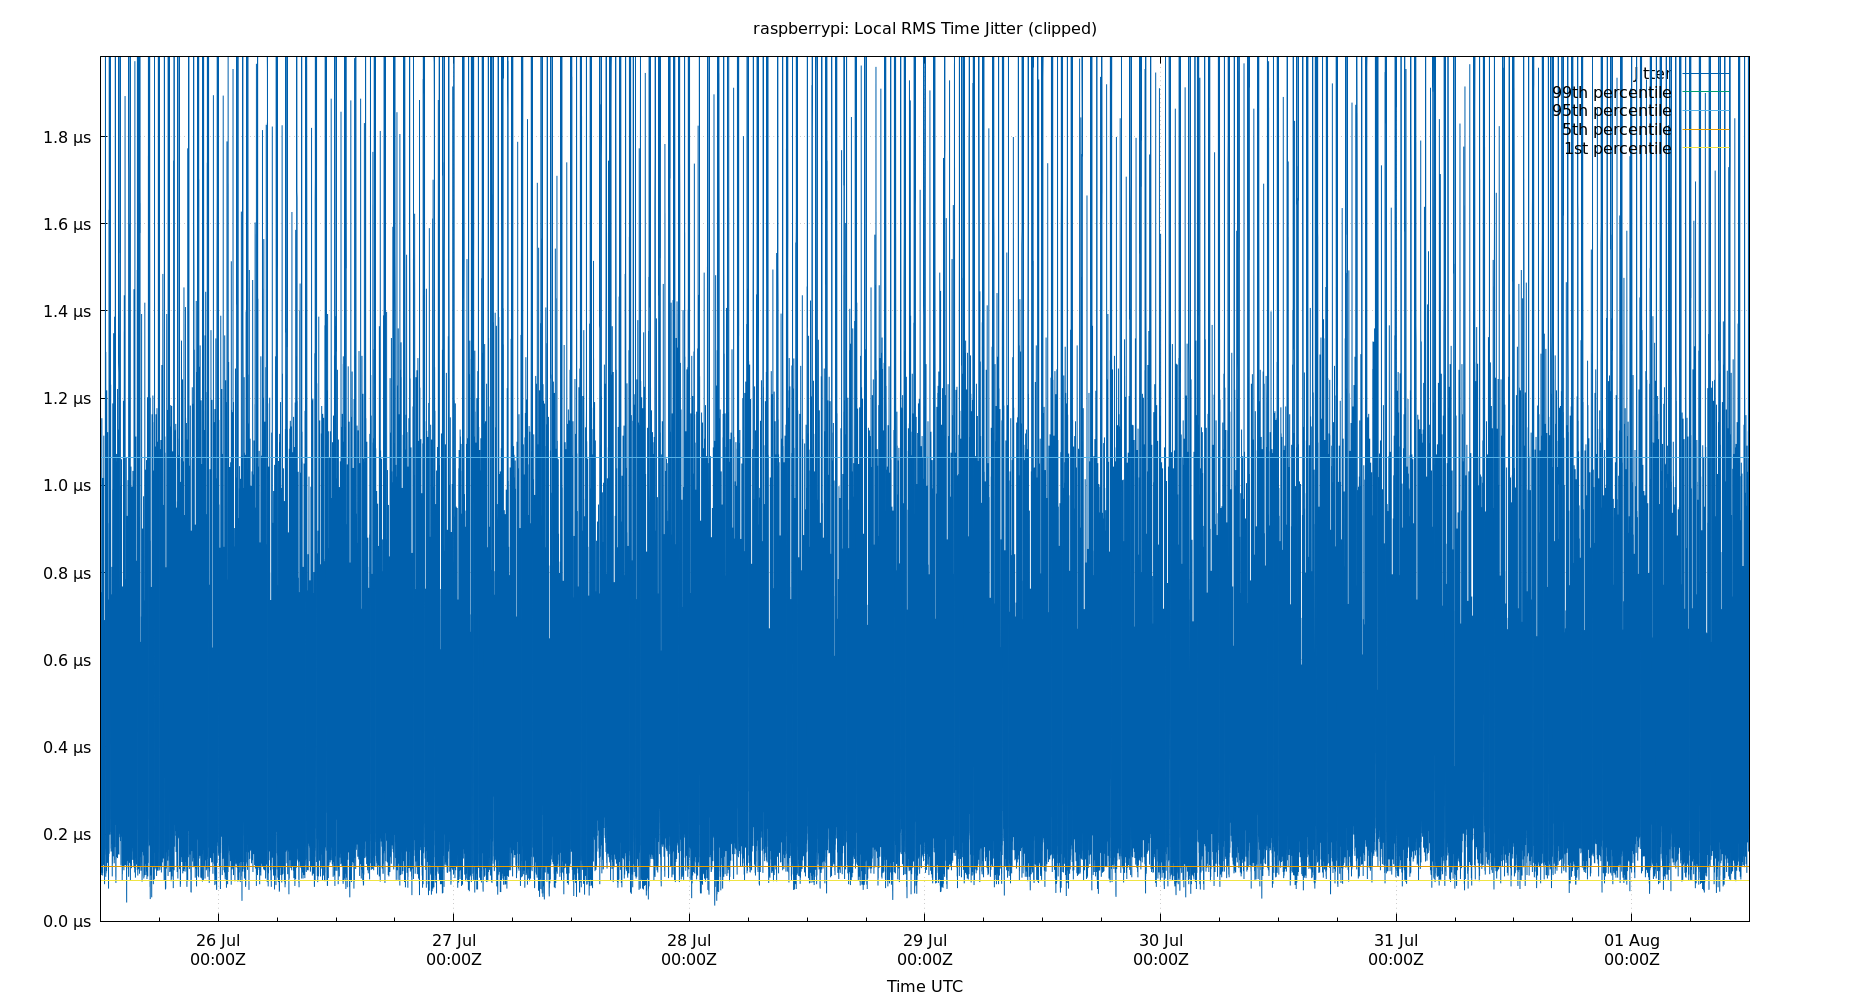 raspberrypi: Local RMS Time Jitter (clipped)
jitter
99th percentile
95th percentile
5th percentile
1st percentile
1.8 µs
1.6 µs
1.4 µs
1.2 µs
1.0 µs
0.8 µs
0.6 µs
0.4 µs
0.2 µs
0.0 µs
26 Jul 27 Jul 28 Jul 29 Jul 30 Jul 31 Jul 01 Aug
00:00Z 00:00Z 00:00Z 00:00Z 00:00Z 00:00Z 00:00Z
Time UTC